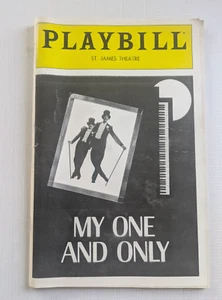 PLAYBILL
ST. JAMES THEATRE
MY ONE
AND ONLY